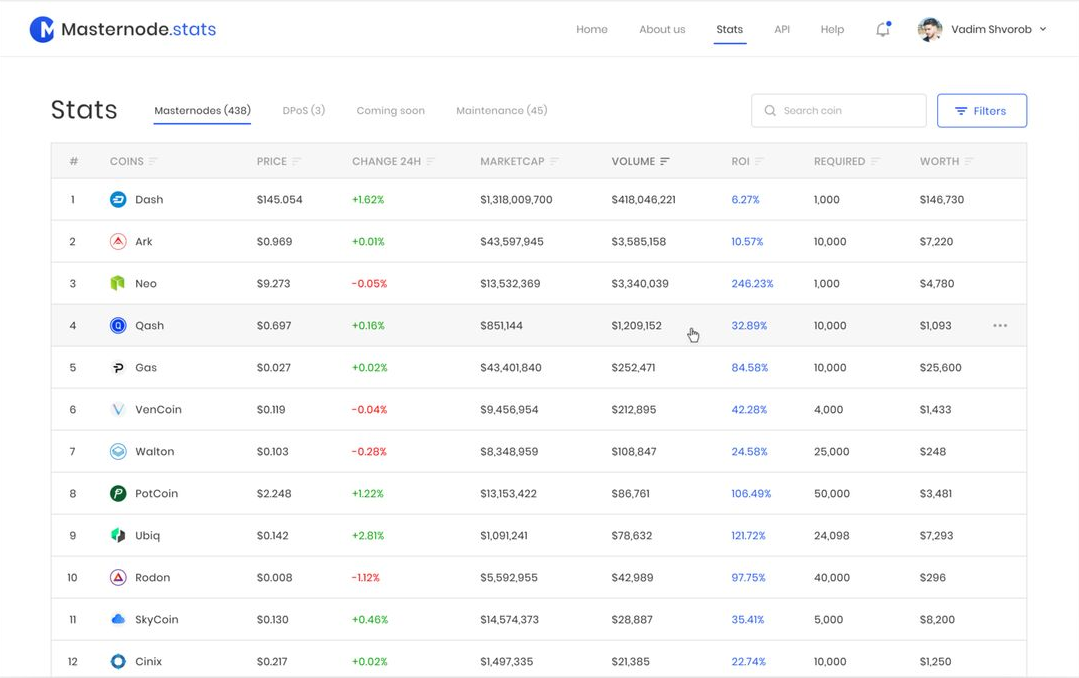 Masternode.stats Home About us Stats API Help Vadim Shvorob
Stats Masternodes (438) DPoS (3) Coming soon Maintenance (45) Search coin Filters
# COINS PRICE CHANGE 24H MARKETCAP VOLUME ROI REQUIRED WORTH
1 Dash $145.054 +1.62% $1,318,009,700 $418,046,221 6.27% 1,000 $146,730
2 Ark $0.969 +0.01% $43,597,945 $3,585,158 10.57% 10,000 $7,220
3 Neo $9.273 -0.05% $13,532,369 $3,340,039 246.23% 1,000 $4,780
4 Qash $0.697 +0.16% $851,144 $1,209,152 32.89% 10,000 $1,093
5 Gas $0.027 +0.02% $43,401,840 $252,471 84.58% 10,000 $25,600
6 VenCoin $0.119 -0.04% $9,456,954 $212,895 42.28% 4,000 $1,433
7 Walton $0.103 -0.28% $8,348,959 $108,847 24.58% 25,000 $248
8 PotCoin $2.248 +1.22% $13,153,422 $86,761 106.49% 50,000 $3,481
9 Ubiq $0.142 +2.81% $1,091,241 $78,632 121.72% 24,098 $7,293
10 Rodon $0.008 -1.12% $5,592,955 $42,989 97.75% 40,000 $296
11 SkyCoin $0.130 +0.46% $14,574,373 $28,887 35.41% 5,000 $8,200
12 Cinix $0.217 +0.02% $1,497,335 $21,385 22.74% 10,000 $1,250